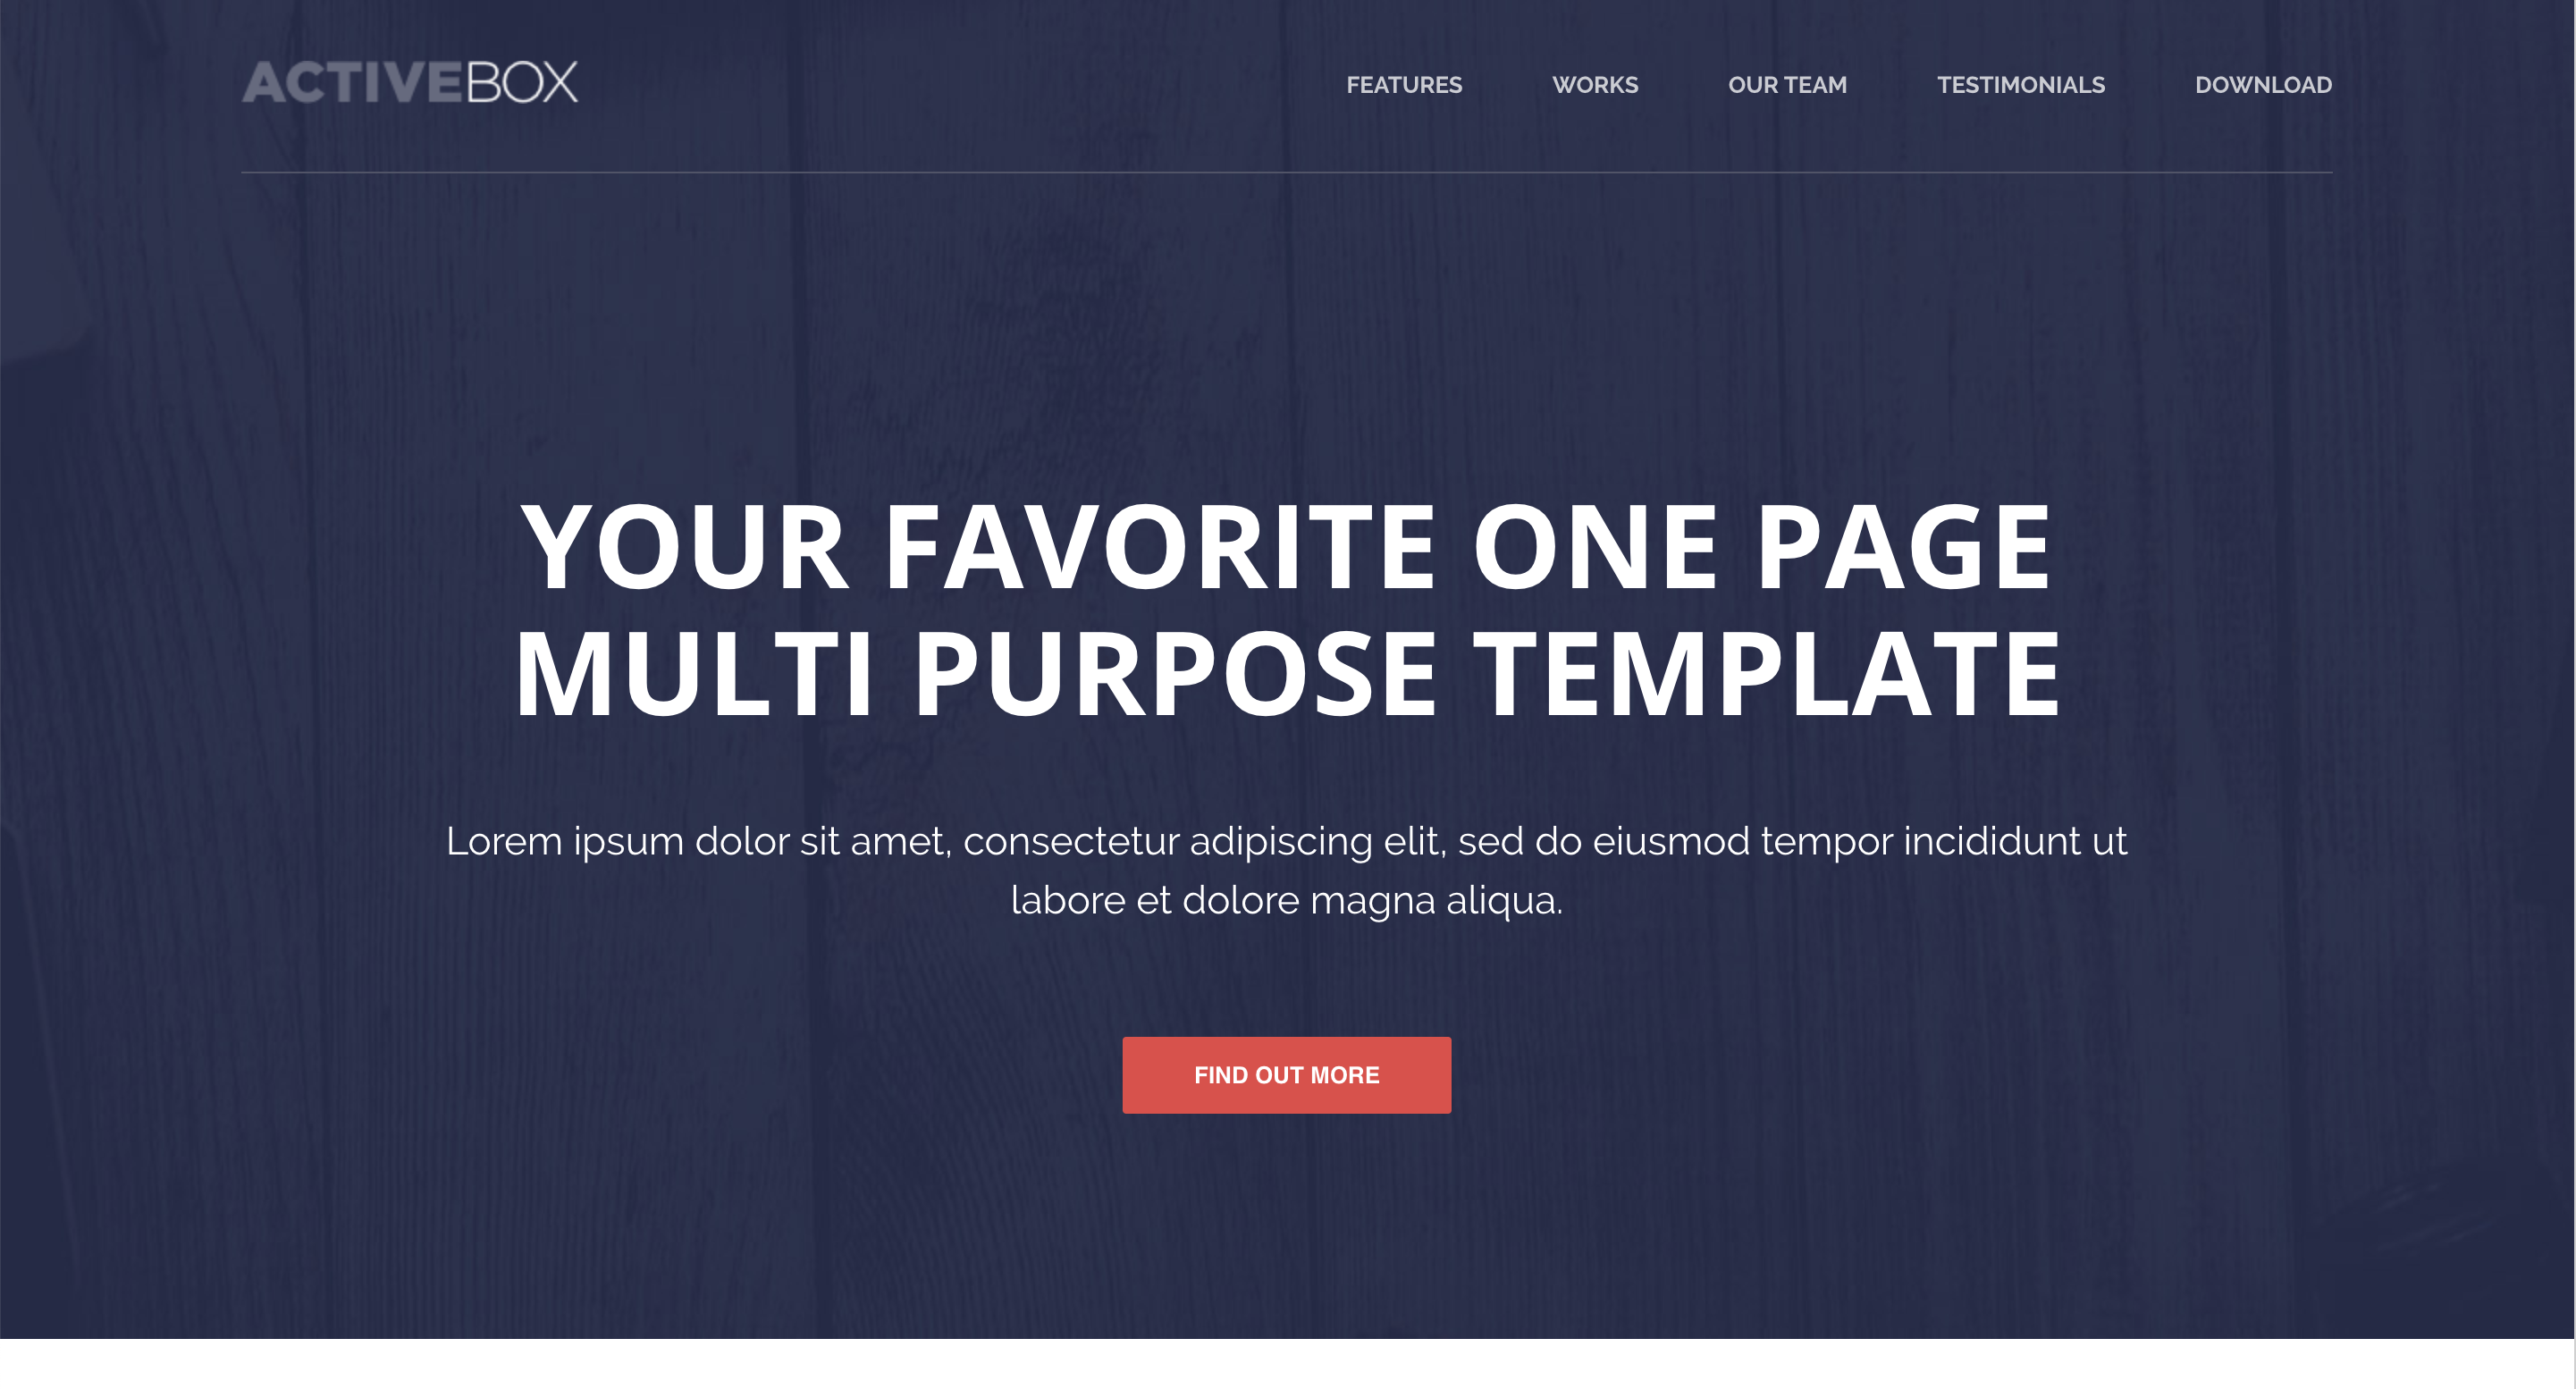 ACTIVEBOX
FEATURES WORKS OUR TEAM TESTIMONIALS DOWNLOAD
YOUR FAVORITE ONE PAGE
MULTI PURPOSE TEMPLATE
Lorem ipsum dolor sit amet, consectetur adipiscing elit, sed do eiusmod tempor incididunt ut
labore et dolore magna aliqua.
FIND OUT MORE